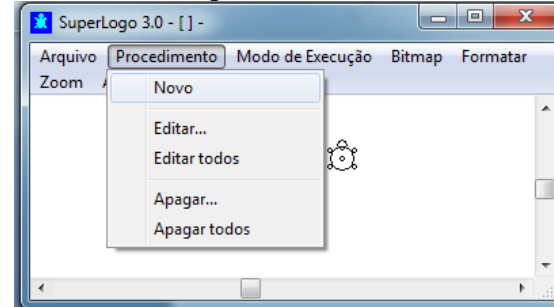 SuperLogo 3.0 - [ ] -
Arquivo Procedimento Modo de Execução Bitmap Formatar
Zoom
Novo
Editar...
Editar todos
Apagar...
Apagar todos